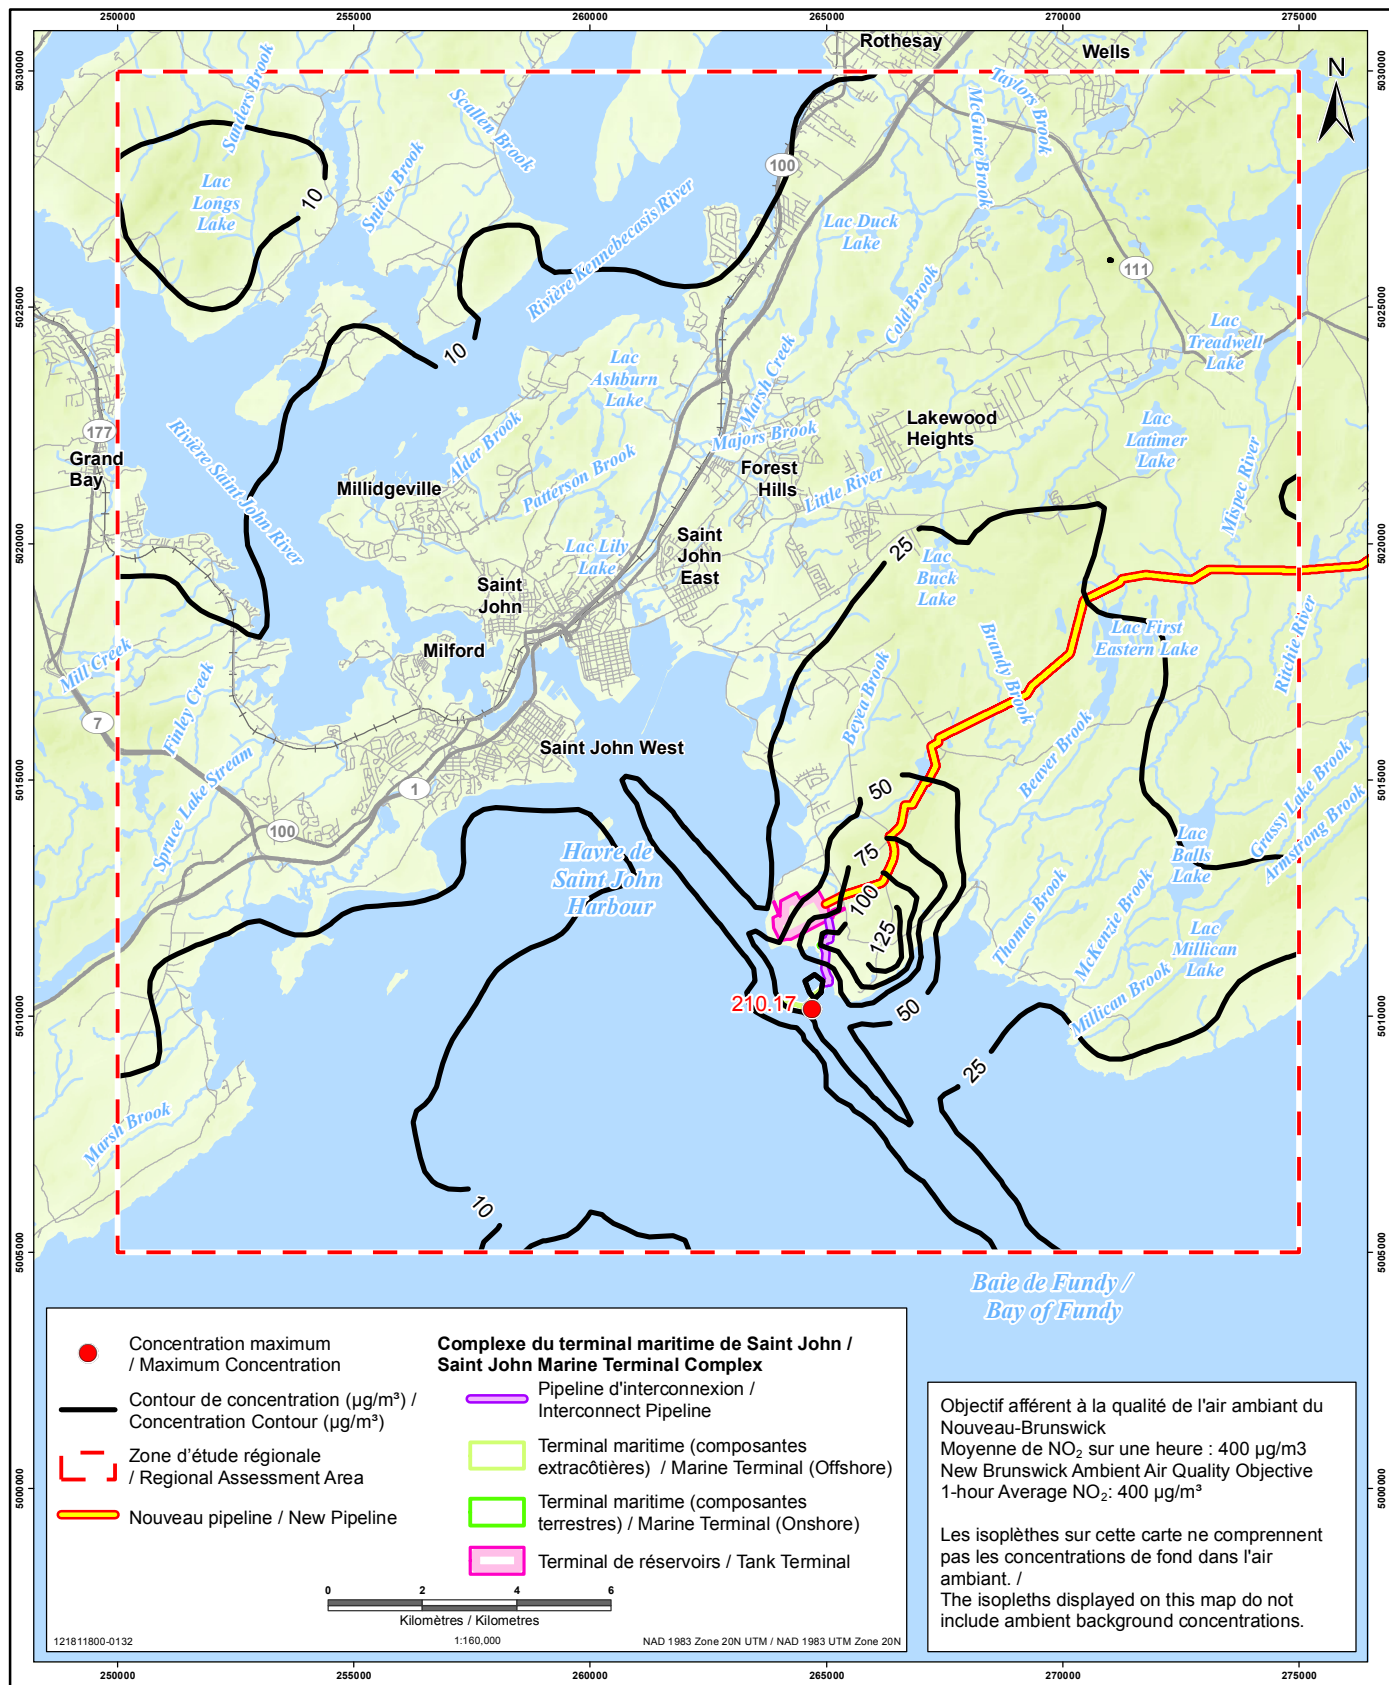 250000
255000
260000
265000
270000
275000
5030000
5030000
Rothesay
Wells
N
Saunders Brook
Scallen Brook
Taylors Brook
McGuire Brook
100
Snider Brook
Lac
Longs
Lake
10
Rivière Kennebecasis River
Lac Duck
Lake
111
5025000
5025000
Cold Brook
Lac
Treadwell
Lake
10
Lac
Ashburn
Lake
Marsh Creek
177
Grand
Bay
Rivière Saint John River
Alder Brook
Majors Brook
Lakewood
Heights
Lac
Latimer
Lake
Mispec River
Millidgeville
Patterson Brook
Forest
Hills
Little River
5020000
5020000
Lac Lily
Lake
Saint
John
East
25
Lac
Buck
Lake
Saint
John
Milford
Mill Creek
Finley Creek
Brandy Brook
Lac First
Eastern Lake
Ritchie River
7
Beyea Brook
Saint John West
Spruce Lake Stream
Beaver Brook
Grassy Lake Brook
Armstrong Brook
5015000
5015000
1
50
100
Havre de
Saint John
Harbour
75
Lac
Balls
Lake
100
125
Thomas Brook
McKenzie Brook
Lac
Millican
Lake
Millican Brook
5010000
5010000
210.17
50
25
Marsh Brook
10
5005000
5005000
Baie de Fundy /
Bay of Fundy
Concentration maximum
/ Maximum Concentration
Contour de concentration (µg/m³) /
Concentration Contour (µg/m³)
Zone d'étude régionale
/ Regional Assessment Area
Nouveau pipeline / New Pipeline
Complexe du terminal maritime de Saint John /
Saint John Marine Terminal Complex
Pipeline d'interconnexion /
Interconnect Pipeline
Terminal maritime (composantes
extracôtières) / Marine Terminal (Offshore)
Terminal maritime (composantes
terrestres) / Marine Terminal (Onshore)
Terminal de réservoirs / Tank Terminal
0 2 4 6
Kilomètres / Kilometres
121811800-0132
1:160,000
NAD 1983 Zone 20N UTM / NAD 1983 UTM Zone 20N
Objectif afférent à la qualité de l'air ambiant du
Nouveau-Brunswick
Moyenne de NO₂ sur une heure : 400 µg/m3
New Brunswick Ambient Air Quality Objective
1-hour Average NO₂: 400 µg/m³
Les isoplèthes sur cette carte ne comprennent
pas les concentrations de fond dans l'air
ambiant. /
The isopleths displayed on this map do not
include ambient background concentrations.
5000000
5000000
250000
255000
260000
265000
270000
275000